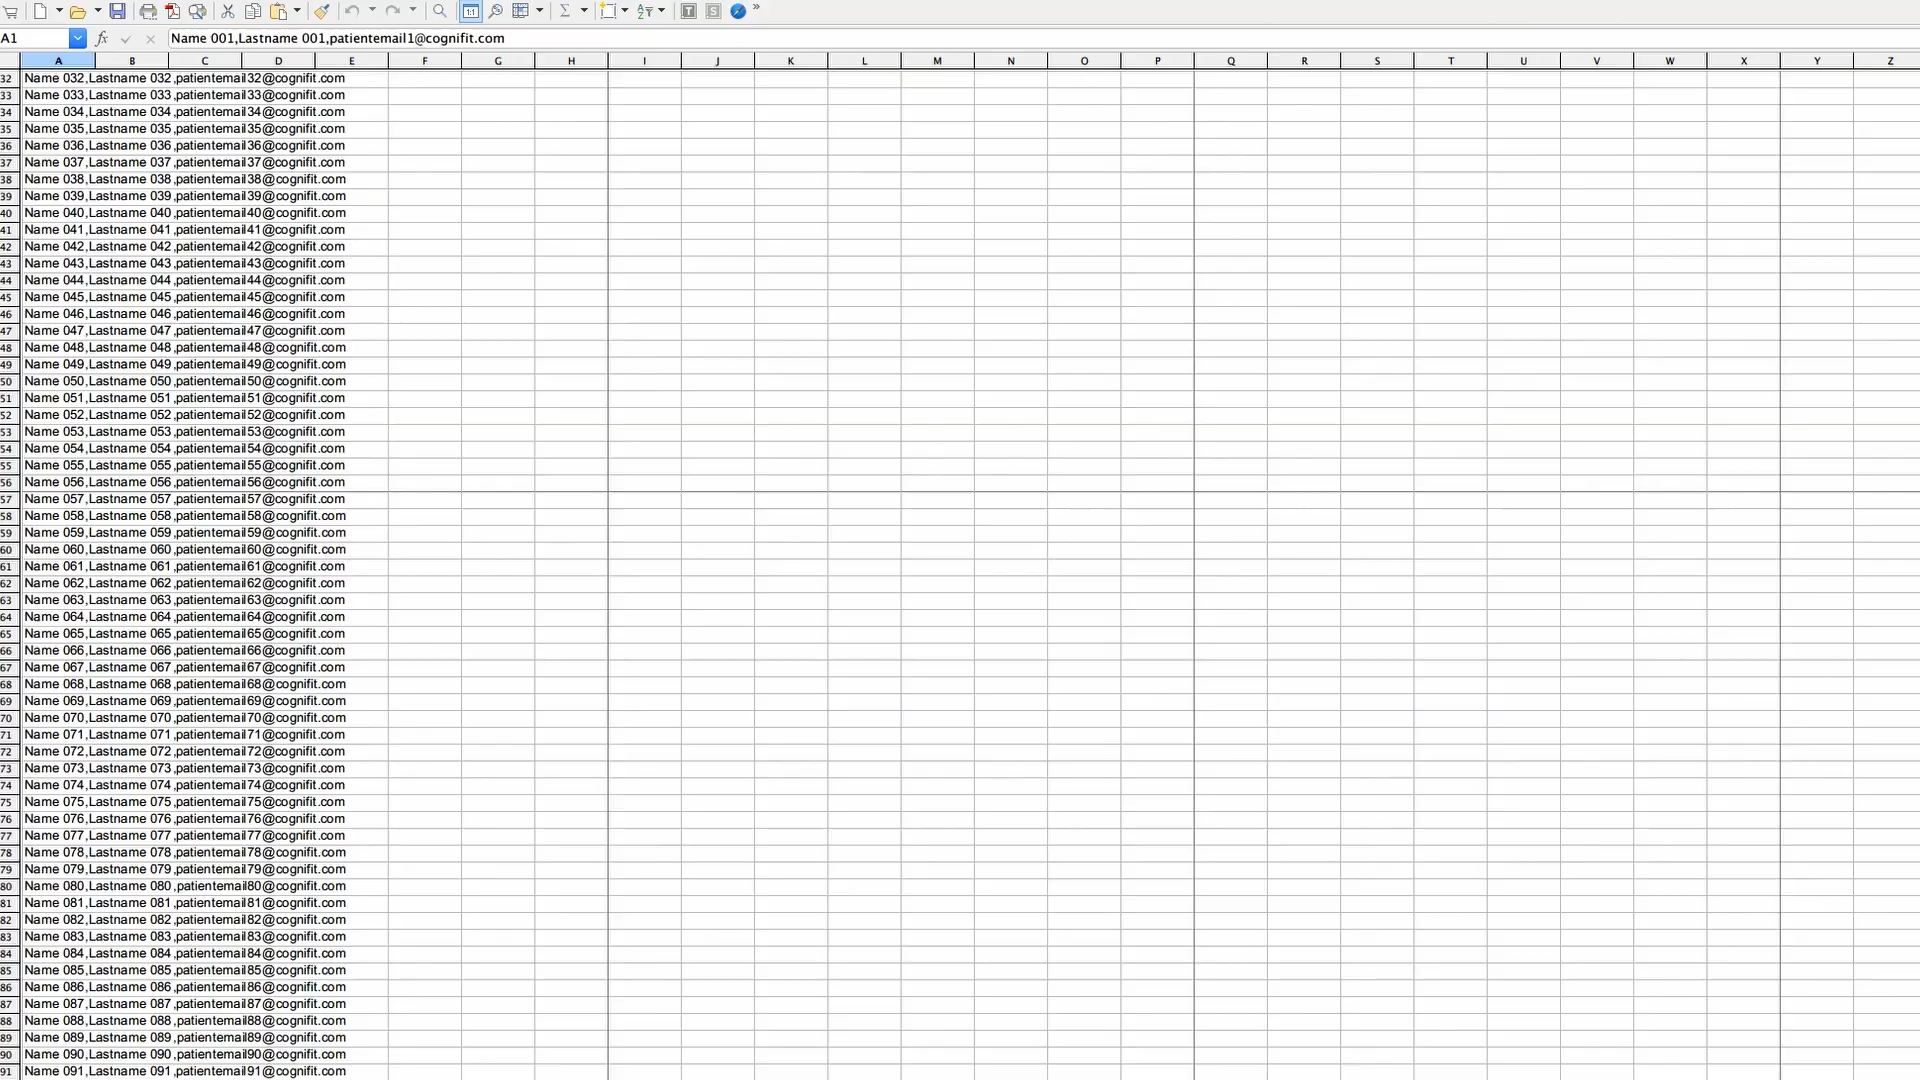 A1 fx Name 001,Lastname 001,patientemail1@cognifit.com
A B C D E F G H I J K L M N O P Q R S T U V W X Y Z
32 Name 032,Lastname 032,patientemail32@cognifit.com
33 Name 033,Lastname 033,patientemail33@cognifit.com
34 Name 034,Lastname 034,patientemail34@cognifit.com
35 Name 035,Lastname 035,patientemail35@cognifit.com
36 Name 036,Lastname 036,patientemail36@cognifit.com
37 Name 037,Lastname 037,patientemail37@cognifit.com
38 Name 038,Lastname 038,patientemail38@cognifit.com
39 Name 039,Lastname 039,patientemail39@cognifit.com
40 Name 040,Lastname 040,patientemail40@cognifit.com
41 Name 041,Lastname 041,patientemail41@cognifit.com
42 Name 042,Lastname 042,patientemail42@cognifit.com
43 Name 043,Lastname 043,patientemail43@cognifit.com
44 Name 044,Lastname 044,patientemail44@cognifit.com
45 Name 045,Lastname 045,patientemail45@cognifit.com
46 Name 046,Lastname 046,patientemail46@cognifit.com
47 Name 047,Lastname 047,patientemail47@cognifit.com
48 Name 048,Lastname 048,patientemail48@cognifit.com
49 Name 049,Lastname 049,patientemail49@cognifit.com
50 Name 050,Lastname 050,patientemail50@cognifit.com
51 Name 051,Lastname 051,patientemail51@cognifit.com
52 Name 052,Lastname 052,patientemail52@cognifit.com
53 Name 053,Lastname 053,patientemail53@cognifit.com
54 Name 054,Lastname 054,patientemail54@cognifit.com
55 Name 055,Lastname 055,patientemail55@cognifit.com
56 Name 056,Lastname 056,patientemail56@cognifit.com
57 Name 057,Lastname 057,patientemail57@cognifit.com
58 Name 058,Lastname 058,patientemail58@cognifit.com
59 Name 059,Lastname 059,patientemail59@cognifit.com
60 Name 060,Lastname 060,patientemail60@cognifit.com
61 Name 061,Lastname 061,patientemail61@cognifit.com
62 Name 062,Lastname 062,patientemail62@cognifit.com
63 Name 063,Lastname 063,patientemail63@cognifit.com
64 Name 064,Lastname 064,patientemail64@cognifit.com
65 Name 065,Lastname 065,patientemail65@cognifit.com
66 Name 066,Lastname 066,patientemail66@cognifit.com
67 Name 067,Lastname 067,patientemail67@cognifit.com
68 Name 068,Lastname 068,patientemail68@cognifit.com
69 Name 069,Lastname 069,patientemail69@cognifit.com
70 Name 070,Lastname 070,patientemail70@cognifit.com
71 Name 071,Lastname 071,patientemail71@cognifit.com
72 Name 072,Lastname 072,patientemail72@cognifit.com
73 Name 073,Lastname 073,patientemail73@cognifit.com
74 Name 074,Lastname 074,patientemail74@cognifit.com
75 Name 075,Lastname 075,patientemail75@cognifit.com
76 Name 076,Lastname 076,patientemail76@cognifit.com
77 Name 077,Lastname 077,patientemail77@cognifit.com
78 Name 078,Lastname 078,patientemail78@cognifit.com
79 Name 079,Lastname 079,patientemail79@cognifit.com
80 Name 080,Lastname 080,patientemail80@cognifit.com
81 Name 081,Lastname 081,patientemail81@cognifit.com
82 Name 082,Lastname 082,patientemail82@cognifit.com
83 Name 083,Lastname 083,patientemail83@cognifit.com
84 Name 084,Lastname 084,patientemail84@cognifit.com
85 Name 085,Lastname 085,patientemail85@cognifit.com
86 Name 086,Lastname 086,patientemail86@cognifit.com
87 Name 087,Lastname 087,patientemail87@cognifit.com
88 Name 088,Lastname 088,patientemail88@cognifit.com
89 Name 089,Lastname 089,patientemail89@cognifit.com
90 Name 090,Lastname 090,patientemail90@cognifit.com
91 Name 091,Lastname 091,patientemail91@cognifit.com